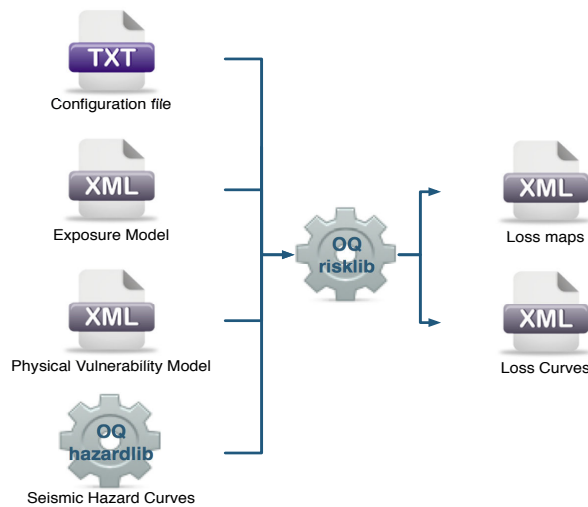 TXT
Configuration file
XML
Exposure Model
XML
Physical Vulnerability Model
OQ
hazardlib
Seismic Hazard Curves
OQ
risklib
XML
Loss maps
XML
Loss Curves